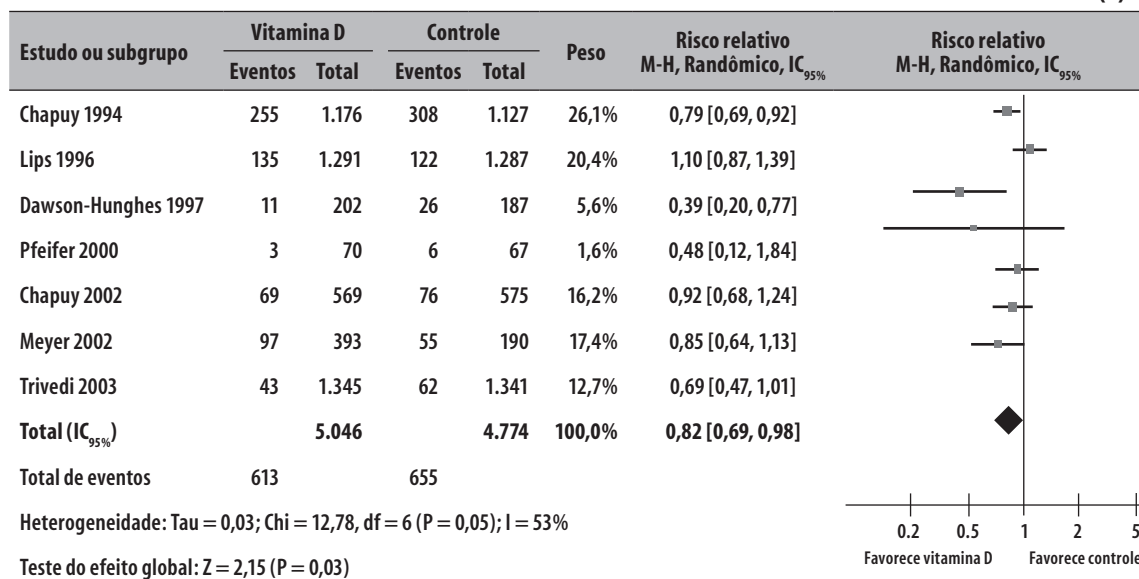 Estudo ou subgrupo Vitamina D Controle Peso Risco relativo M-H, Randômico, IC95% Risco relativo M-H, Randômico, IC95%
Eventos Total Eventos Total
Chapuy 1994 255 1.176 308 1.127 26,1% 0,79 [0,69, 0,92]
Lips 1996 135 1.291 122 1.287 20,4% 1,10 [0,87, 1,39]
Dawson-Hunghes 1997 11 202 26 187 5,6% 0,39 [0,20, 0,77]
Pfeifer 2000 3 70 6 67 1,6% 0,48 [0,12, 1,84]
Chapuy 2002 69 569 76 575 16,2% 0,92 [0,68, 1,24]
Meyer 2002 97 393 55 190 17,4% 0,85 [0,64, 1,13]
Trivedi 2003 43 1.345 62 1.341 12,7% 0,69 [0,47, 1,01]
Total (IC95%) 5.046 4.774 100,0% 0,82 [0,69, 0,98]
Total de eventos 613 655
Heterogeneidade: Tau = 0,03; Chi = 12,78, df = 6 (P = 0,05); I = 53%
Teste do efeito global: Z = 2,15 (P = 0,03)
0.2 0.5 1 2 5
Favorece vitamina D Favorece controle